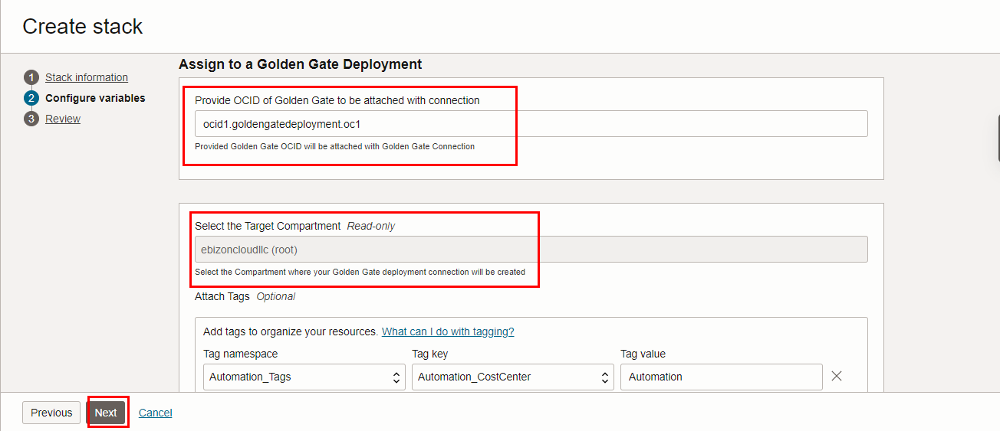 Create stack
1 Stack information
2 Configure variables
3 Review
Assign to a Golden Gate Deployment
Provide OCID of Golden Gate to be attached with connection
ocid1.goldengatedeployment.oc1
Provided Golden Gate OCID will be attached with Golden Gate Connection
Select the Target Compartment Read-only
ebizoncloudllc (root)
Select the Compartment where your Golden Gate deployment connection will be created
Attach Tags Optional
Add tags to organize your resources. What can I do with tagging?
Tag namespace Tag key Tag value
Automation_Tags Automation_CostCenter Automation
Previous Next Cancel